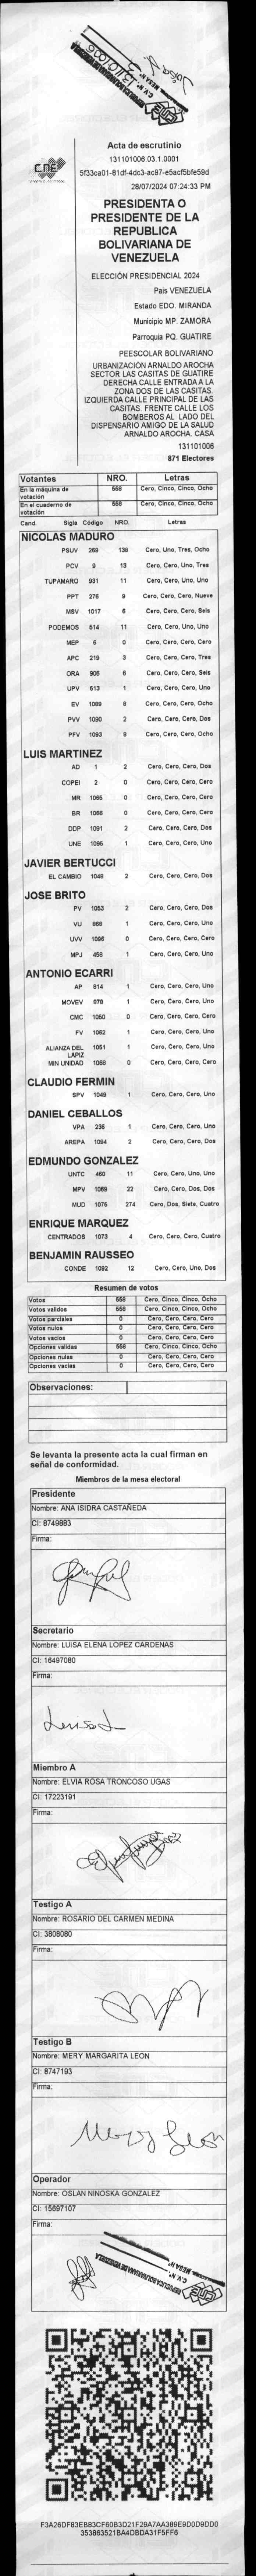 CNE
Acta de escrutinio
131101006.03.1.0001
5f33ca01-81df-4dc3-ac97-e5acf5bfe59d
28/07/2024 07:24:33 PM
PRESIDENTA O
PRESIDENTE DE LA
REPUBLICA
BOLIVARIANA DE
VENEZUELA
ELECCIÓN PRESIDENCIAL 2024
Pais VENEZUELA
Estado EDO. MIRANDA
Municipio MP. ZAMORA
Parroquia PQ. GUATIRE
PEESCOLAR BOLIVARIANO
URBANIZACION ARNALDO AROCHA
SECTOR LAS CASITAS DE GUATIRE
DERECHA CALLE ENTRADA A LA
ZONA DOS DE LAS CASITAS.
IZQUIERDA CALLE PRINCIPAL DE LAS
CASITAS. FRENTE CALLE LOS
BOMBEROS AL LADO DEL
DISPENSARIO AMIGO DE LA SALUD
ARNALDO AROCHA. CASA
131101006
871 Electores
Votantes NRO. Letras
En la máquina de votación 558 Cero, Cinco, Cinco, Ocho
En el cuaderno de votación 558 Cero, Cinco, Cinco, Ocho
Cand. Sigla Código NRO. Letras
NICOLAS MADURO
PSUV 269 138 Cero, Uno, Tres, Ocho
PCV 9 13 Cero, Cero, Uno, Tres
TUPAMARO 931 11 Cero, Cero, Uno, Uno
PPT 276 9 Cero, Cero, Cero, Nueve
MSV 1017 6 Cero, Cero, Cero, Seis
PODEMOS 514 11 Cero, Cero, Uno, Uno
MEP 6 0 Cero, Cero, Cero, Cero
APC 219 3 Cero, Cero, Cero, Tres
ORA 906 6 Cero, Cero, Cero, Seis
UPV 513 1 Cero, Cero, Cero, Uno
EV 1089 8 Cero, Cero, Cero, Ocho
PVV 1090 2 Cero, Cero, Cero, Dos
PFV 1093 8 Cero, Cero, Cero, Ocho
LUIS MARTINEZ
AD 1 2 Cero, Cero, Cero, Dos
COPEI 2 0 Cero, Cero, Cero, Cero
MR 1065 0 Cero, Cero, Cero, Cero
BR 1066 0 Cero, Cero, Cero, Cero
DDP 1091 2 Cero, Cero, Cero, Dos
UNE 1095 1 Cero, Cero, Cero, Uno
JAVIER BERTUCCI
EL CAMBIO 1048 2 Cero, Cero, Cero, Dos
JOSE BRITO
PV 1053 2 Cero, Cero, Cero, Dos
VU 868 1 Cero, Cero, Cero, Uno
UVV 1096 0 Cero, Cero, Cero, Cero
MPJ 458 1 Cero, Cero, Cero, Uno
ANTONIO ECARRI
AP 814 1 Cero, Cero, Cero, Uno
MOVEV 878 1 Cero, Cero, Cero, Uno
CMC 1050 0 Cero, Cero, Cero, Cero
FV 1062 1 Cero, Cero, Cero, Uno
ALIANZA DEL LAPIZ 1051 1 Cero, Cero, Cero, Uno
MIN UNIDAD 1068 0 Cero, Cero, Cero, Cero
CLAUDIO FERMIN
SPV 1049 1 Cero, Cero, Cero, Uno
DANIEL CEBALLOS
VPA 236 1 Cero, Cero, Cero, Uno
AREPA 1094 2 Cero, Cero, Cero, Dos
EDMUNDO GONZALEZ
UNTC 460 11 Cero, Cero, Uno, Uno
MPV 1069 22 Cero, Cero, Dos, Dos
MUD 1075 274 Cero, Dos, Siete, Cuatro
ENRIQUE MARQUEZ
CENTRADOS 1073 4 Cero, Cero, Cero, Cuatro
BENJAMIN RAUSSEO
CONDE 1092 12 Cero, Cero, Uno, Dos
Resumen de votos
Votos 558 Cero, Cinco, Cinco, Ocho
Votos validos 558 Cero, Cinco, Cinco, Ocho
Votos parciales 0 Cero, Cero, Cero, Cero
Votos nulos 0 Cero, Cero, Cero, Cero
Votos vacios 0 Cero, Cero, Cero, Cero
Opciones validas 558 Cero, Cinco, Cinco, Ocho
Opciones nulas 0 Cero, Cero, Cero, Cero
Opciones vacias 0 Cero, Cero, Cero, Cero
Observaciones:
Se levanta la presente acta la cual firman en
señal de conformidad.
Miembros de la mesa electoral
Presidente
Nombre: ANA ISIDRA CASTAÑEDA
CI: 8749883
Firma:
Secretario
Nombre: LUISA ELENA LOPEZ CARDENAS
CI: 16497080
Firma:
Miembro A
Nombre: ELVIA ROSA TRONCOSO UGAS
CI: 17223191
Firma:
Testigo A
Nombre: ROSARIO DEL CARMEN MEDINA
CI: 3808080
Firma:
Testigo B
Nombre: MERY MARGARITA LEON
CI: 8747193
Firma:
Mery Leon
Operador
Nombre: OSLAN NINOSKA GONZALEZ
CI: 15697107
Firma:
REPUBLICA BOLIVARIANA DE VENEZUELA
F3A26DF83EB83CF60B3D21F29A7AA389E9D0D9DD0
353863521BA4DBDA31F5FF6